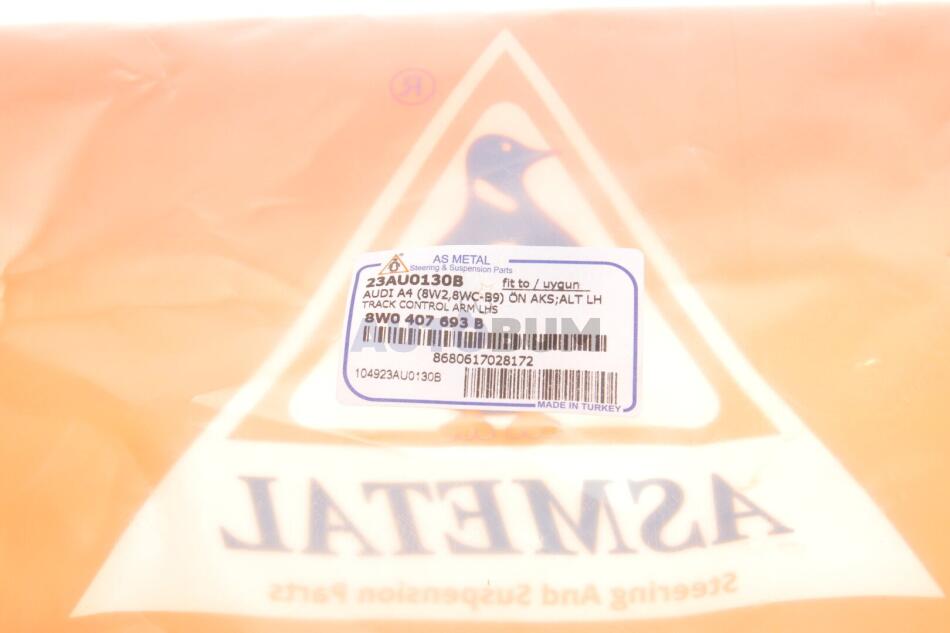 ®
AS METAL
Steering & Suspension Parts
23AU0130B fit to / uygun
AUDI A4 (8W2,8WC-B9) ÖN AKS;ALT LH
TRACK CONTROL ARM LHS
8W0 407 693 B
AUTOBUM
8680617028172
104923AU0130B
MADE IN TURKEY
ASMETAL
Steering And Suspension Parts